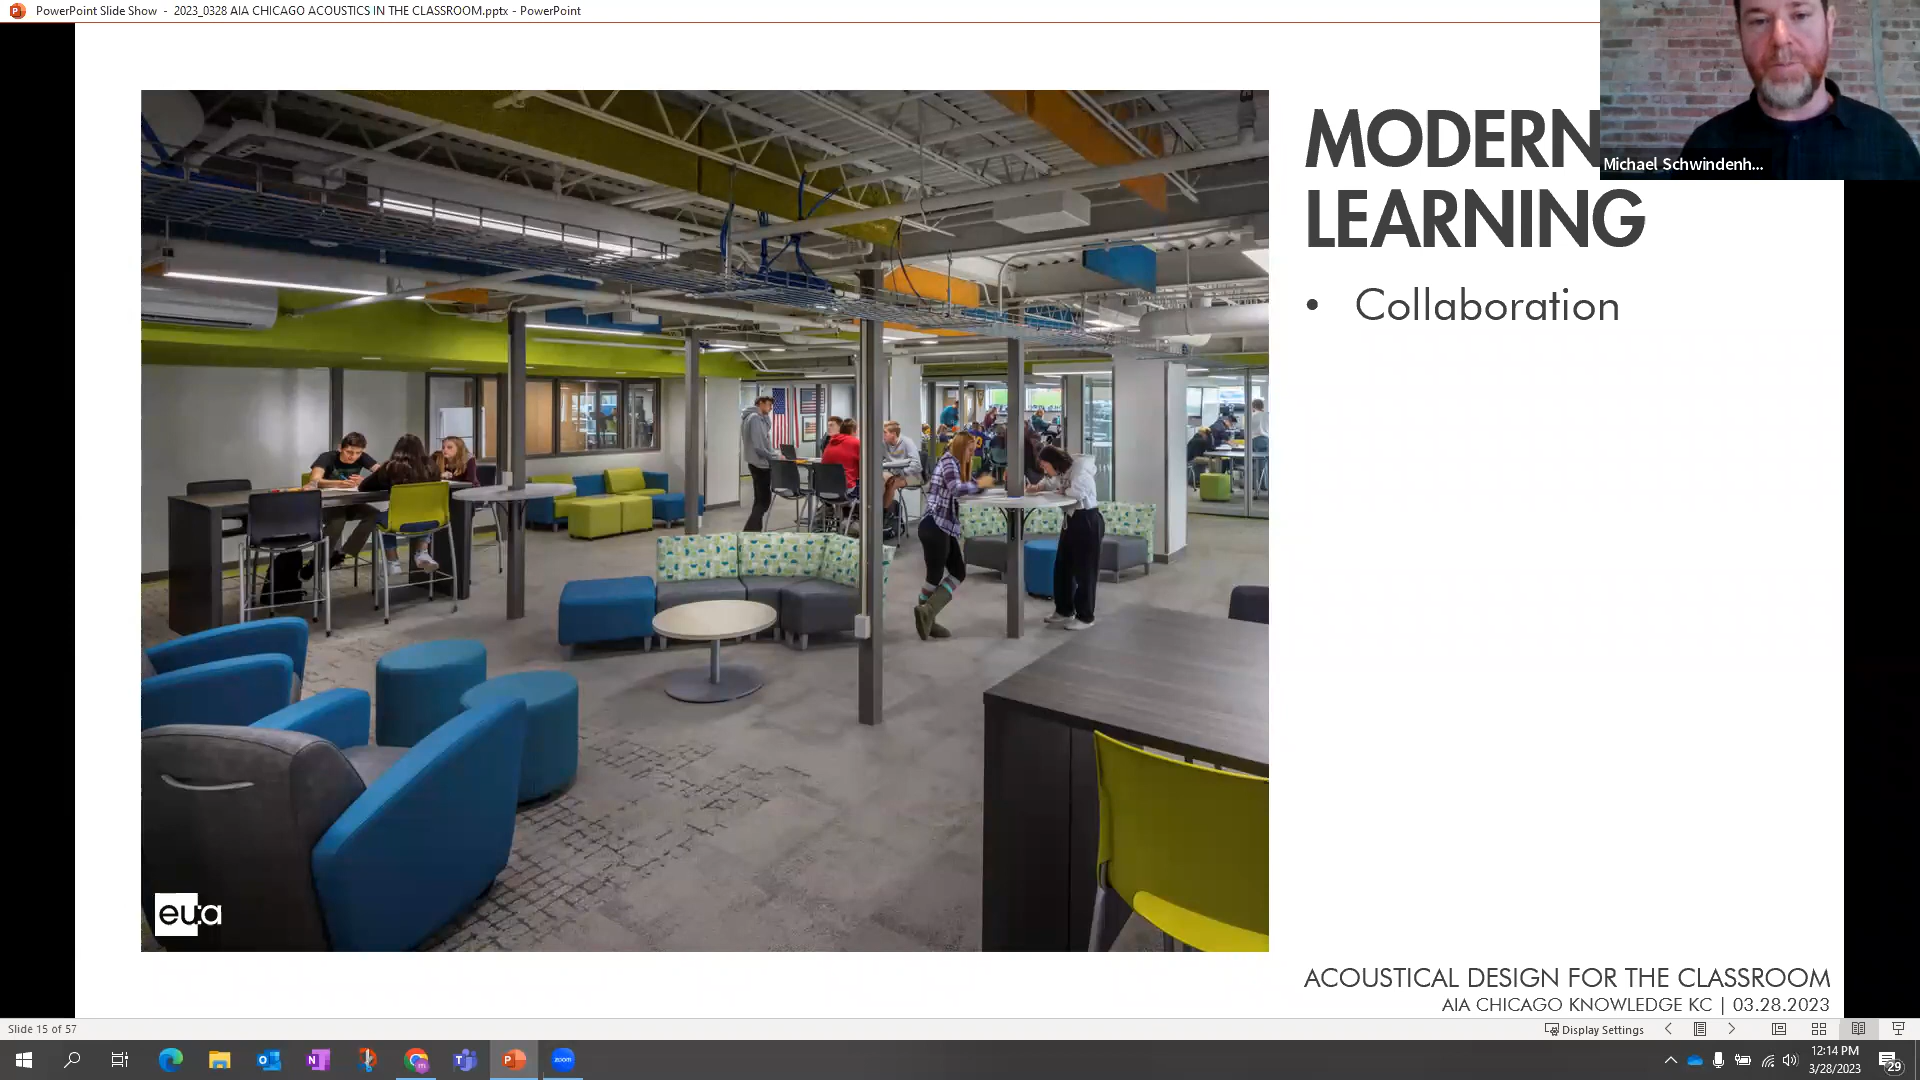 PowerPoint Slide Show - 2023_0328 AIA CHICAGO ACOUSTICS IN THE CLASSROOM.pptx - PowerPoint
Michael Schwindenh...
MODERN
LEARNING
• Collaboration
eua
ACOUSTICAL DESIGN FOR THE CLASSROOM
AIA CHICAGO KNOWLEDGE KC | 03.28.2023
Slide 15 of 57
Display Settings
zoom
12:14 PM
3/28/2023
29